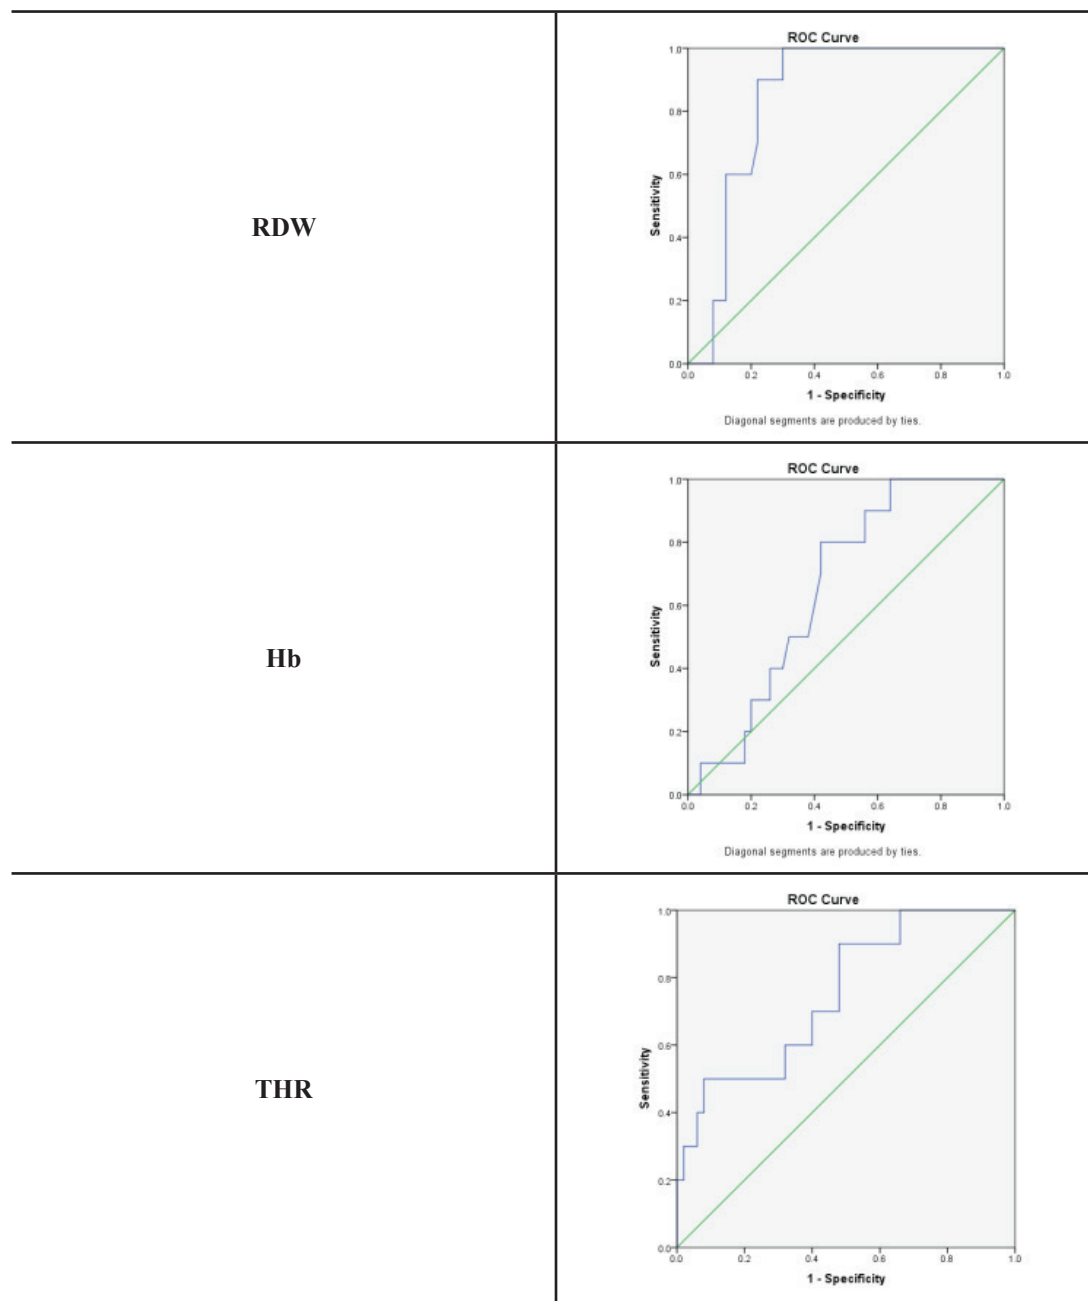 RDW
ROC Curve
1.0
0.8
0.6
0.4
0.2
0.0
Sensitivity
0.0 0.2 0.4 0.6 0.8 1.0
1 - Specificity
Diagonal segments are produced by ties.
Hb
ROC Curve
1.0
0.8
0.6
0.4
0.2
0.0
Sensitivity
0.0 0.2 0.4 0.6 0.8 1.0
1 - Specificity
Diagonal segments are produced by ties.
THR
ROC Curve
1.0
0.8
0.6
0.4
0.2
0.0
Sensitivity
0.0 0.2 0.4 0.6 0.8 1.0
1 - Specificity